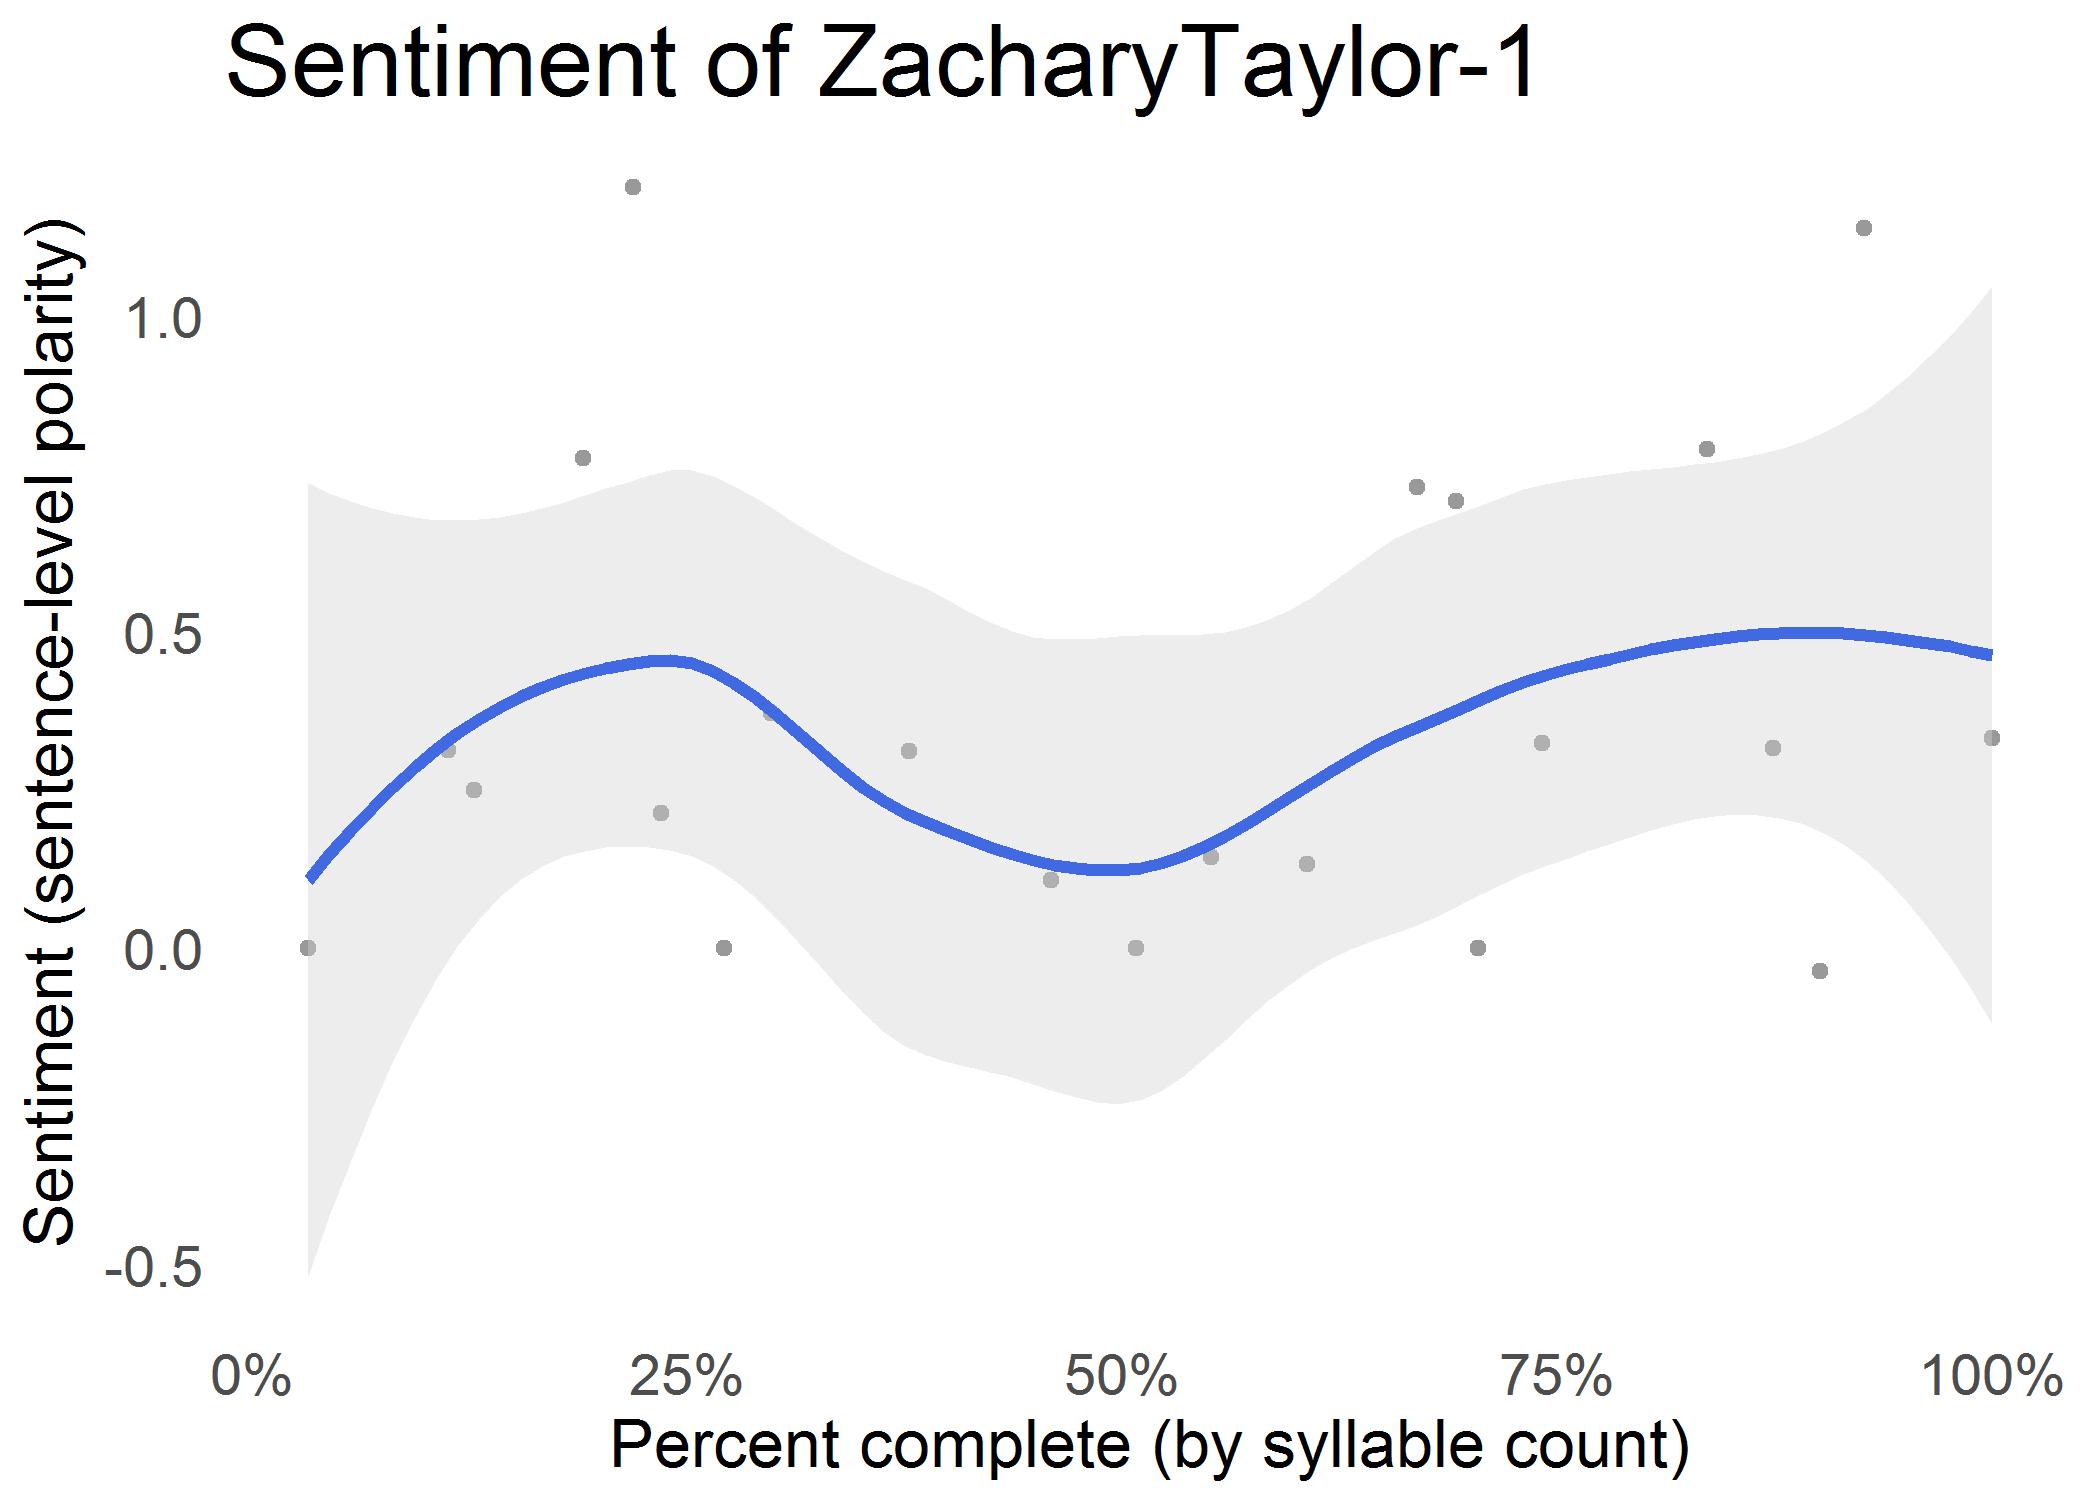 Sentiment of ZacharyTaylor-1
Sentiment (sentence-level polarity)
1.0
0.5
0.0
-0.5
0% 25% 50% 75% 100%
Percent complete (by syllable count)